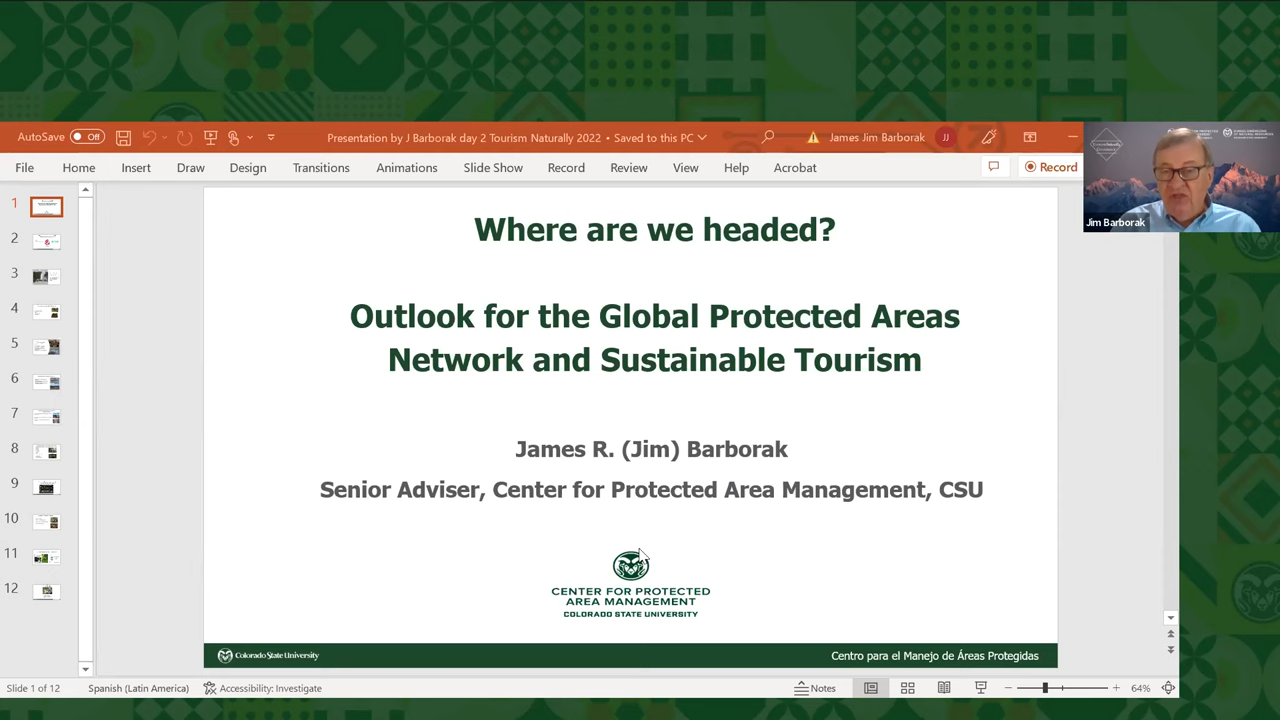 AutoSave Off
Presentation by J Barborak day 2 Tourism Naturally 2022 • Saved to this PC
James Jim Barborak JJ
File Home Insert Draw Design Transitions Animations Slide Show Record Review View Help Acrobat
Record
Jim Barborak
1
2
3
4
5
6
7
8
9
10
11
12
Where are we headed?
Outlook for the Global Protected Areas
Network and Sustainable Tourism
James R. (Jim) Barborak
Senior Adviser, Center for Protected Area Management, CSU
CENTER FOR PROTECTED
AREA MANAGEMENT
COLORADO STATE UNIVERSITY
Colorado State University
Centro para el Manejo de Áreas Protegidas
Slide 1 of 12 Spanish (Latin America) Accessibility: Investigate Notes 64%